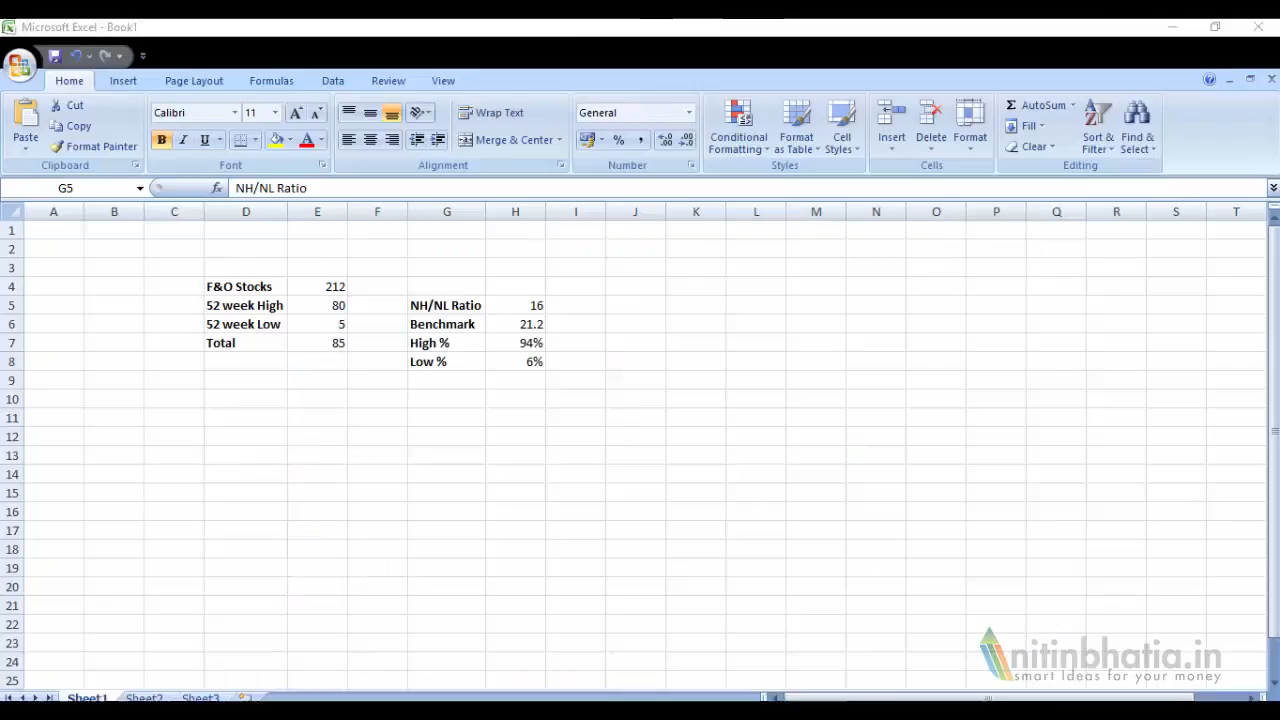 Microsoft Excel - Book1
Home Insert Page Layout Formulas Data Review View
Paste Cut Copy Format Painter Clipboard
Calibri 11 A A B I U A Font
Wrap Text Merge & Center Alignment
General % , .0 .00 .00 .0 Number
Conditional Formatting Format as Table Cell Styles Styles
Insert Delete Format Cells
Σ AutoSum Fill Clear Sort & Filter Find & Select Editing
G5 fx NH/NL Ratio
A B C D E F G H I J K L M N O P Q R S T
1
2
3
4 F&O Stocks 212
5 52 week High 80 NH/NL Ratio 16
6 52 week Low 5 Benchmark 21.2
7 Total 85 High % 94%
8 Low % 6%
9
10
11
12
13
14
15
16
17
18
19
20
21
22
23
24
25
nitinbhatia.in
smart Ideas for your money
Sheet1 Sheet2 Sheet3